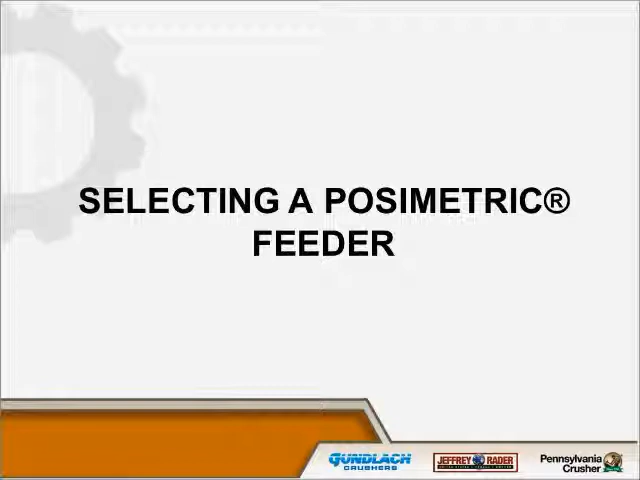 SELECTING A POSIMETRIC®
FEEDER
GUNDLACH
CRUSHERS
JEFFREY RADER
Pennsylvania
Crusher